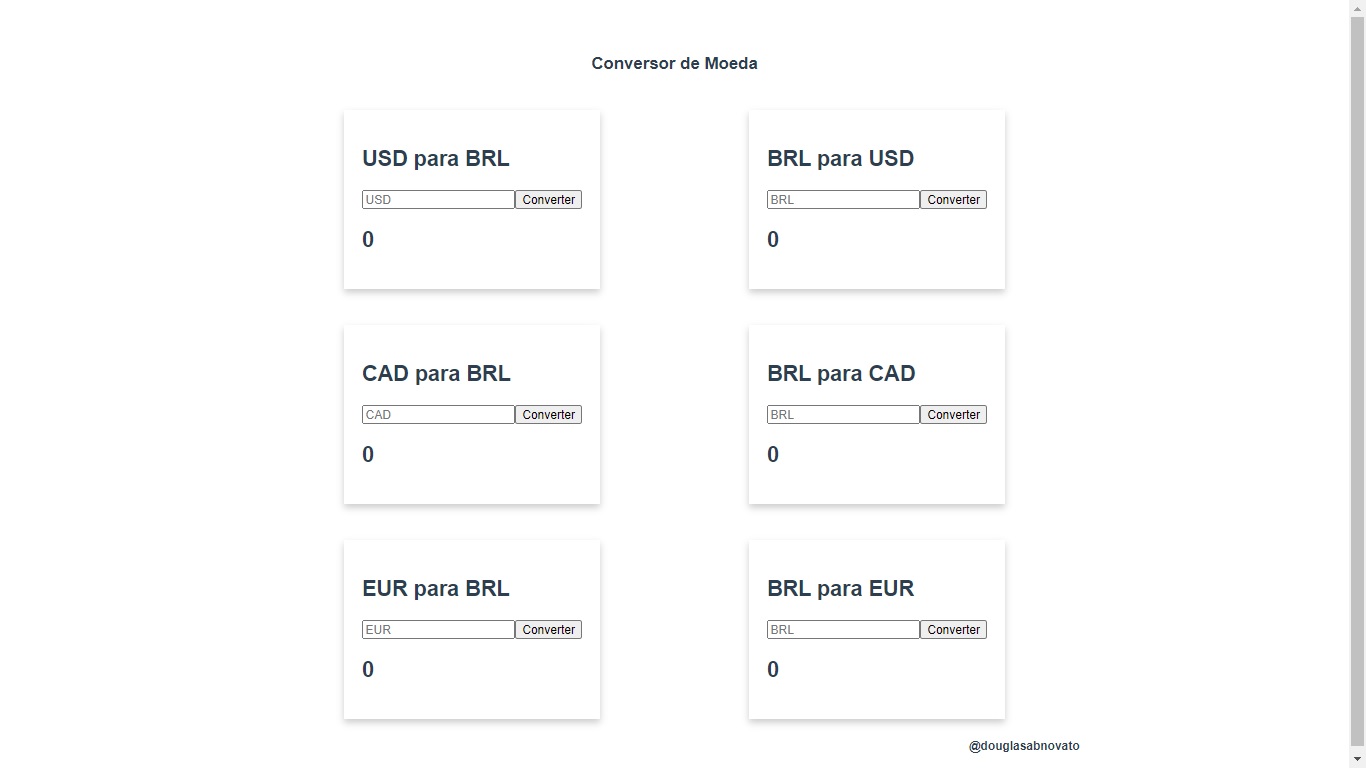 Conversor de Moeda
USD para BRL
USD Converter
0
BRL para USD
BRL Converter
0
CAD para BRL
CAD Converter
0
BRL para CAD
BRL Converter
0
EUR para BRL
EUR Converter
0
BRL para EUR
BRL Converter
0
@douglasabnovato